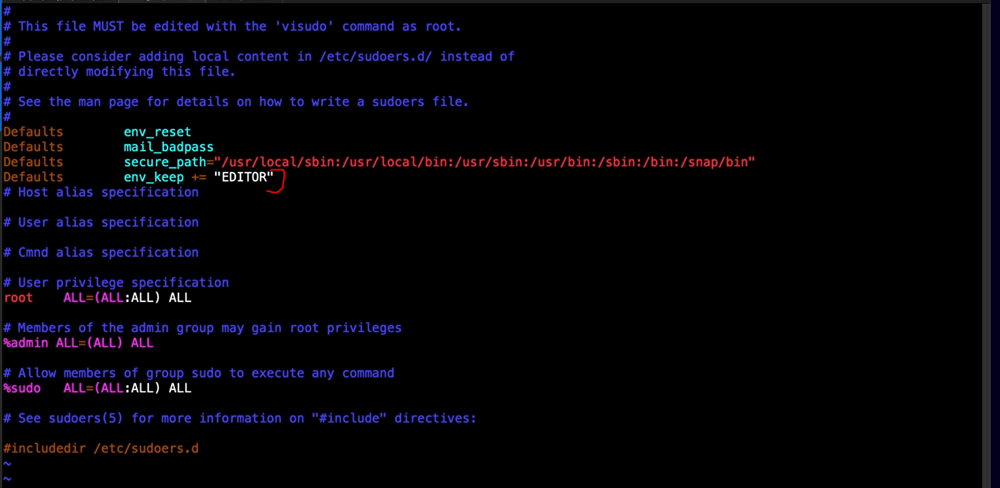 #
# This file MUST be edited with the 'visudo' command as root.
#
# Please consider adding local content in /etc/sudoers.d/ instead of
# directly modifying this file.
#
# See the man page for details on how to write a sudoers file.
#
Defaults        env_reset
Defaults        mail_badpass
Defaults        secure_path="/usr/local/sbin:/usr/local/bin:/usr/sbin:/usr/bin:/sbin:/bin:/snap/bin"
Defaults        env_keep += "EDITOR"
# Host alias specification

# User alias specification

# Cmnd alias specification

# User privilege specification
root    ALL=(ALL:ALL) ALL

# Members of the admin group may gain root privileges
%admin ALL=(ALL) ALL

# Allow members of group sudo to execute any command
%sudo   ALL=(ALL:ALL) ALL

# See sudoers(5) for more information on "#include" directives:

#includedir /etc/sudoers.d
~
~